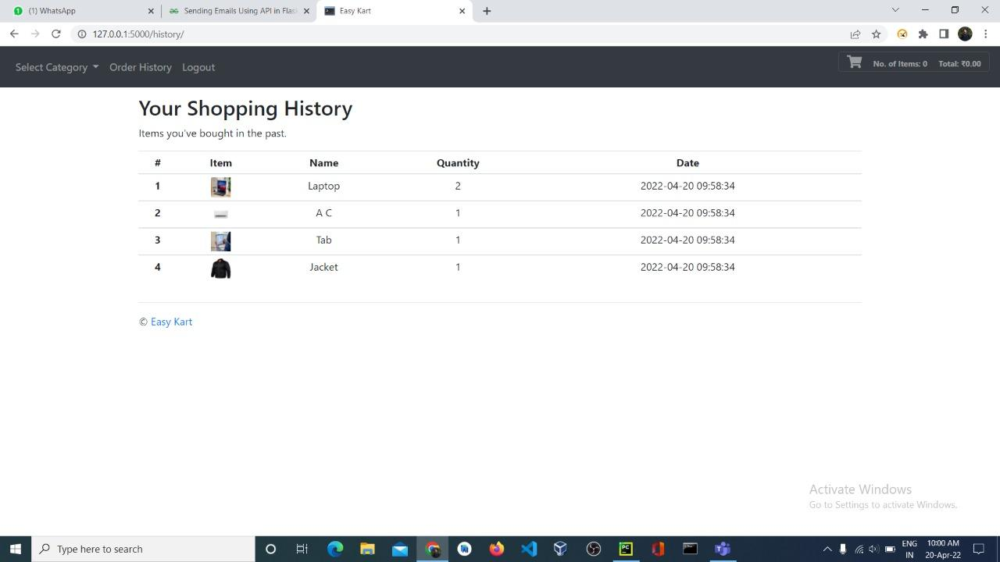 (1) WhatsApp
Sending Emails Using API in Flas
Easy Kart
127.0.0.1:5000/history/
Select Category Order History Logout
No. of Items: 0 Total: ₹0.00
Your Shopping History
Items you've bought in the past.
# Item Name Quantity Date
1 Laptop 2 2022-04-20 09:58:34
2 A C 1 2022-04-20 09:58:34
3 Tab 1 2022-04-20 09:58:34
4 Jacket 1 2022-04-20 09:58:34
© Easy Kart
Activate Windows
Go to Settings to activate Windows.
Type here to search
ENG
IN
10:00 AM
20-Apr-22